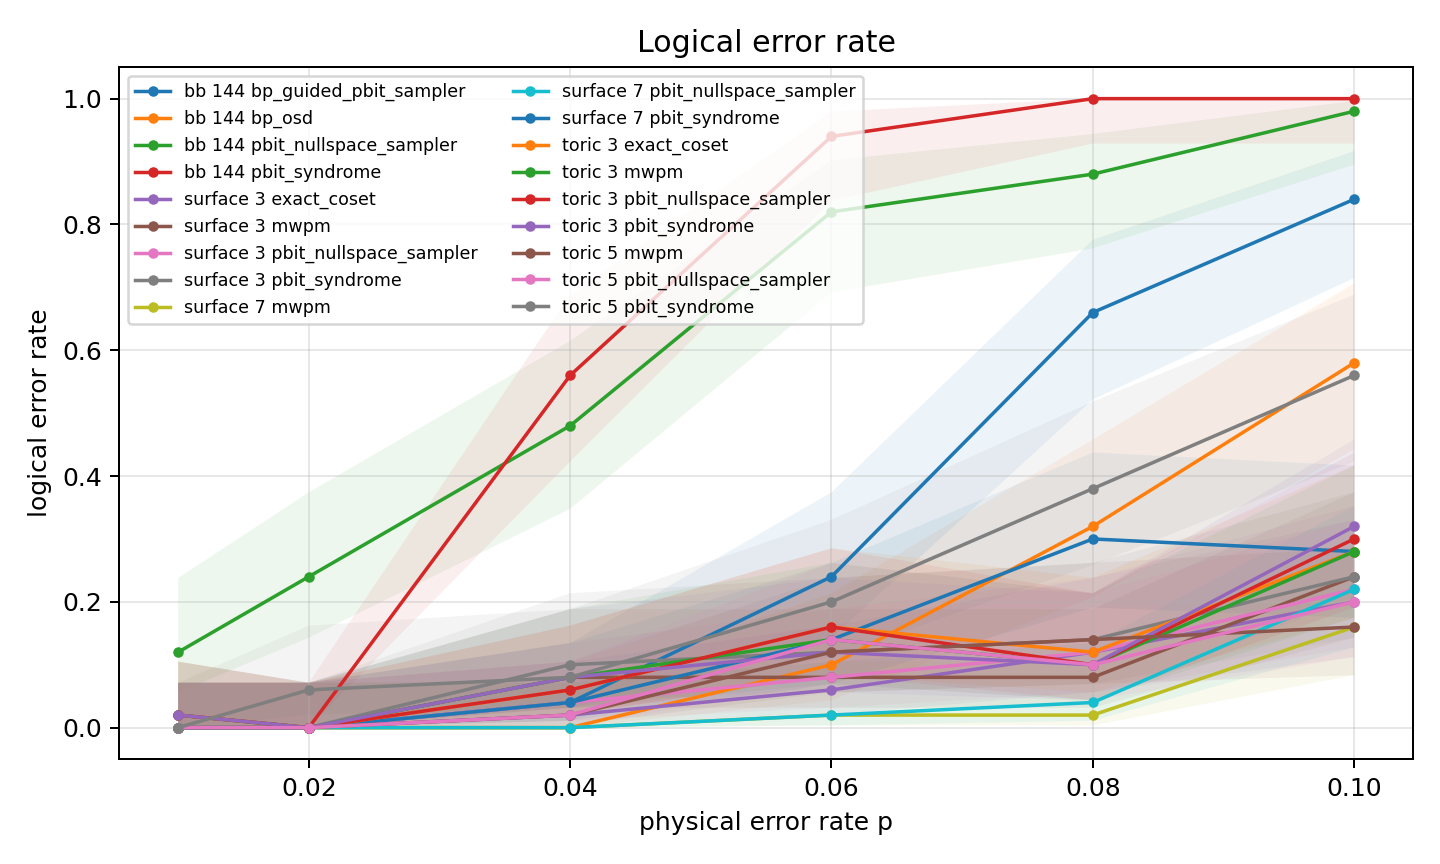 Logical error rate
bb 144 bp_guided_pbit_sampler
bb 144 bp_osd
bb 144 pbit_nullspace_sampler
bb 144 pbit_syndrome
surface 3 exact_coset
surface 3 mwpm
surface 3 pbit_nullspace_sampler
surface 3 pbit_syndrome
surface 7 mwpm
surface 7 pbit_nullspace_sampler
surface 7 pbit_syndrome
toric 3 exact_coset
toric 3 mwpm
toric 3 pbit_nullspace_sampler
toric 3 pbit_syndrome
toric 5 mwpm
toric 5 pbit_nullspace_sampler
toric 5 pbit_syndrome
logical error rate
1.0
0.8
0.6
0.4
0.2
0.0
0.02
0.04
0.06
0.08
0.10
physical error rate p